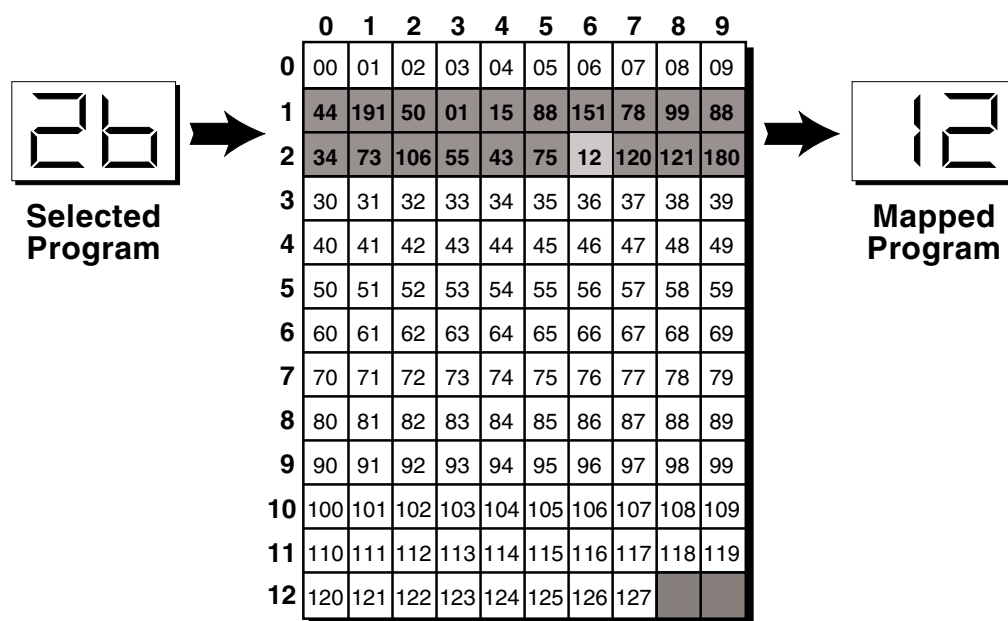 0 1 2 3 4 5 6 7 8 9
0 00 01 02 03 04 05 06 07 08 09
1 44 191 50 01 15 88 151 78 99 88
2 34 73 106 55 43 75 12 120 121 180
3 30 31 32 33 34 35 36 37 38 39
4 40 41 42 43 44 45 46 47 48 49
5 50 51 52 53 54 55 56 57 58 59
6 60 61 62 63 64 65 66 67 68 69
7 70 71 72 73 74 75 76 77 78 79
8 80 81 82 83 84 85 86 87 88 89
9 90 91 92 93 94 95 96 97 98 99
10 100 101 102 103 104 105 106 107 108 109
11 110 111 112 113 114 115 116 117 118 119
12 120 121 122 123 124 125 126 127
26
Selected
Program
12
Mapped
Program